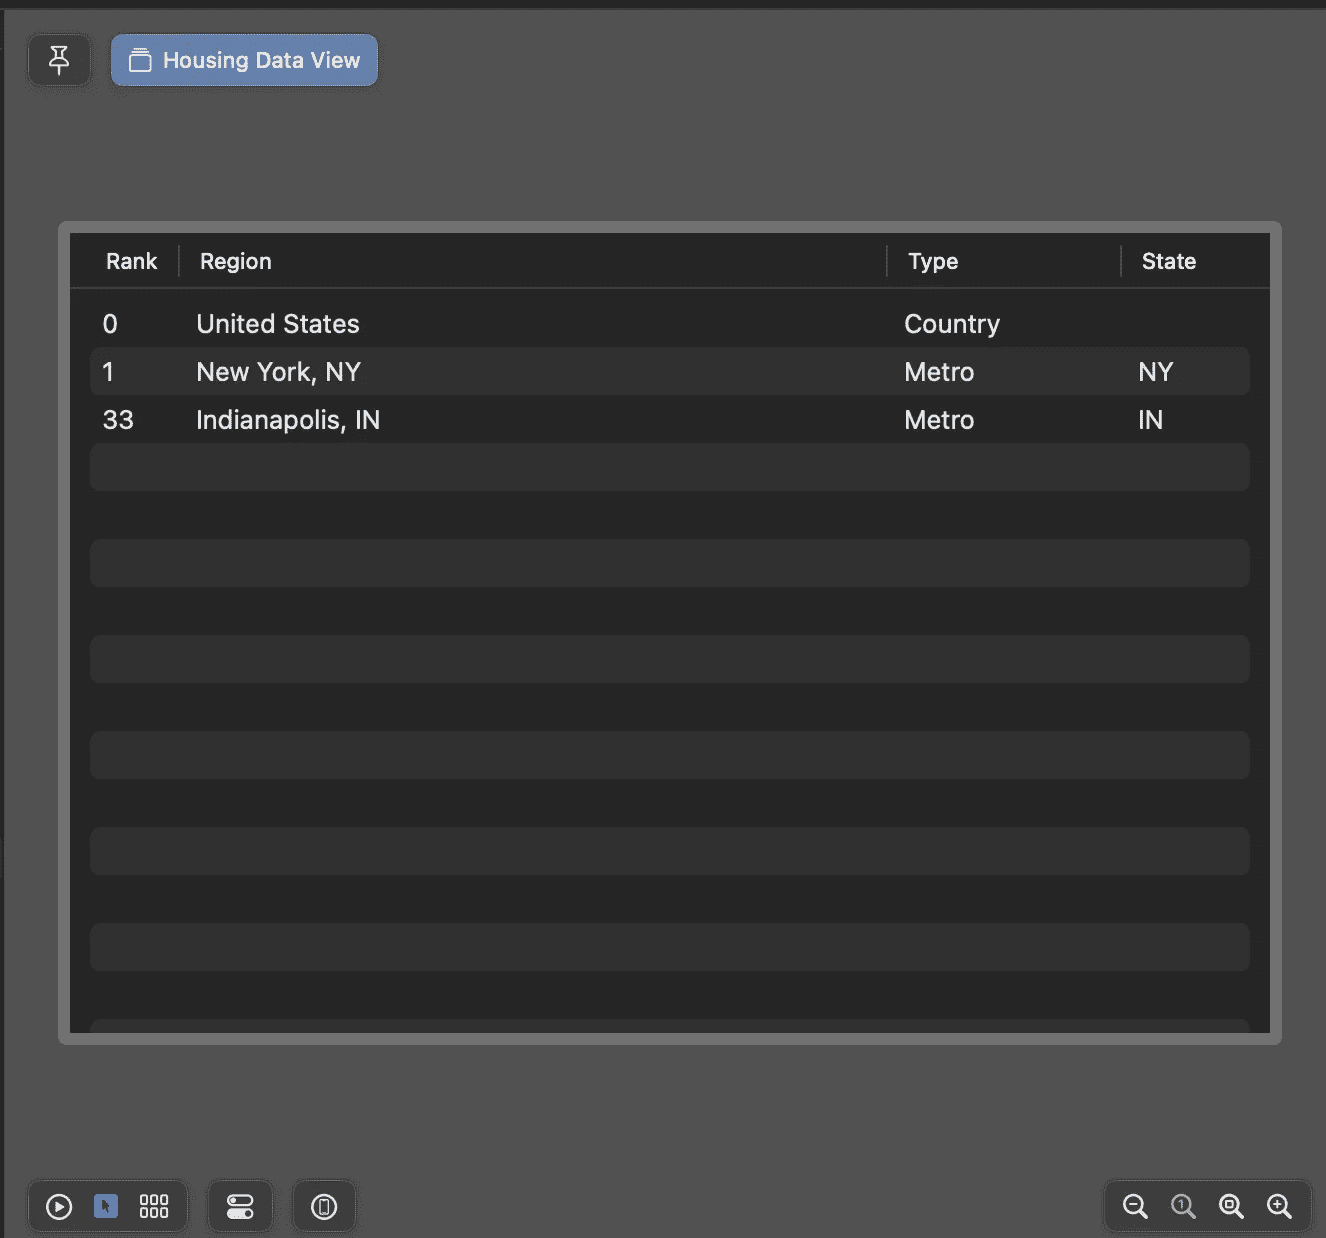 Housing Data View
Rank Region Type State
0 United States Country
1 New York, NY Metro NY
33 Indianapolis, IN Metro IN
1